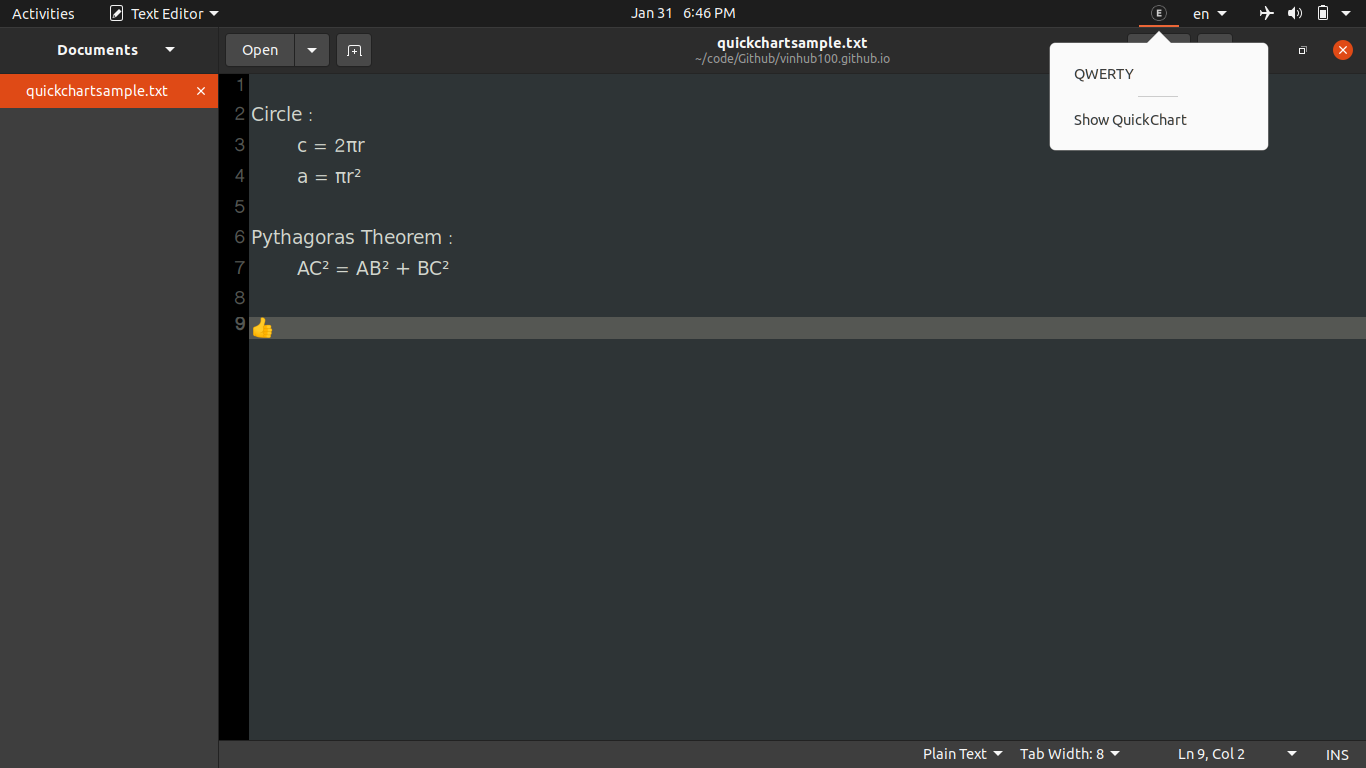 Activities Text Editor Jan 31 6:46 PM E en
Documents Open quickchartsample.txt
~/code/Github/vinhub100.github.io
quickchartsample.txt
QWERTY
Show QuickChart
1
2 Circle :
3 c = 2πr
4 a = πr²
5
6 Pythagoras Theorem :
7 AC² = AB² + BC²
8
9 👍
Plain Text Tab Width: 8 Ln 9, Col 2 INS